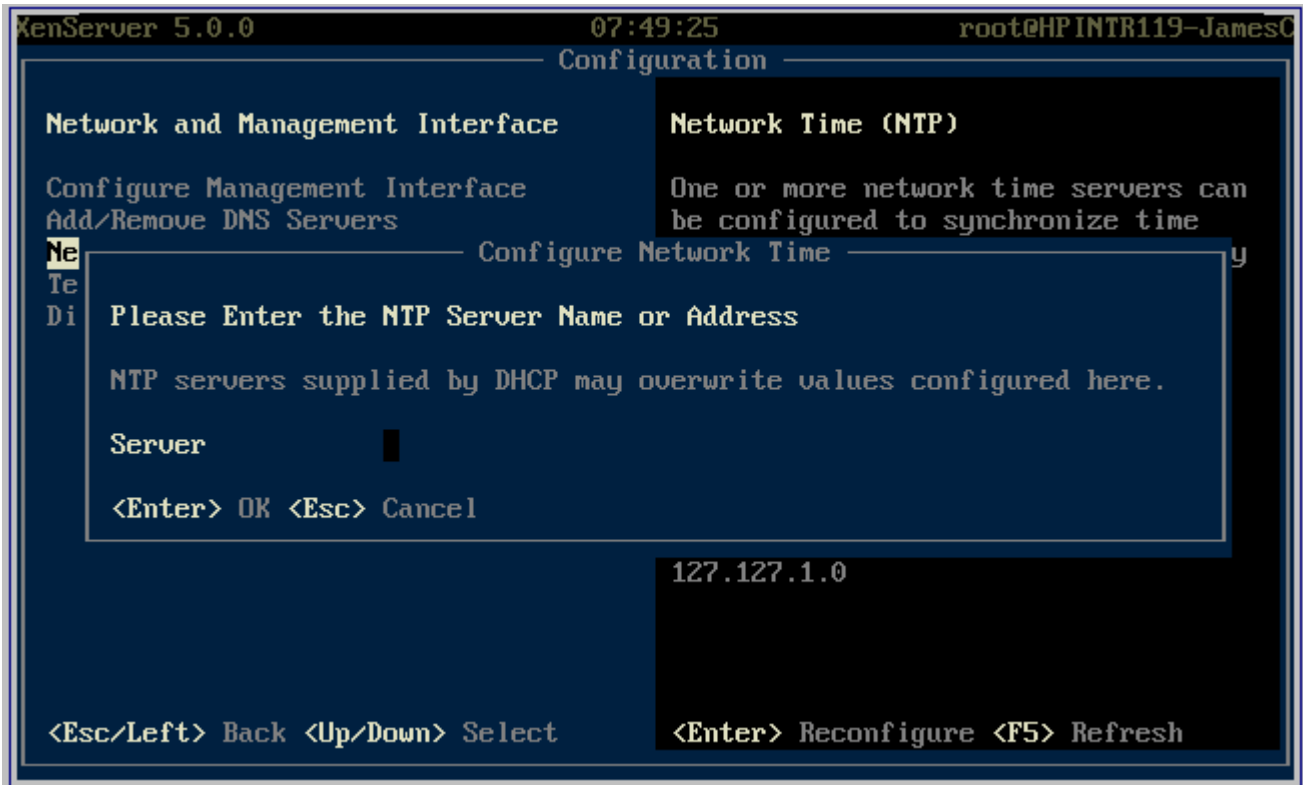 XenServer 5.0.0 07:49:25 root@HPINTR119-JamesC
Configuration
Network and Management Interface
Configure Management Interface
Add/Remove DNS Servers
Ne
Te
Di
Network Time (NTP)
One or more network time servers can
be configured to synchronize time
y
Configure Network Time
Please Enter the NTP Server Name or Address
NTP servers supplied by DHCP may overwrite values configured here.
Server
<Enter> OK <Esc> Cancel
127.127.1.0
<Esc/Left> Back <Up/Down> Select
<Enter> Reconfigure <F5> Refresh